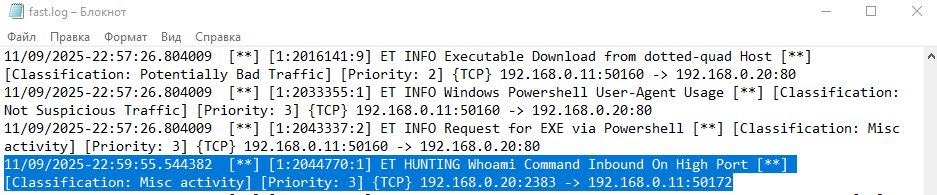 fast.log – Блокнот
Файл Правка Формат Вид Справка
11/09/2025-22:57:26.804009  [**] [1:2016141:9] ET INFO Executable Download from dotted-quad Host [**]
[Classification: Potentially Bad Traffic] [Priority: 2] {TCP} 192.168.0.11:50160 -> 192.168.0.20:80
11/09/2025-22:57:26.804009  [**] [1:2033355:1] ET INFO Windows Powershell User-Agent Usage [**] [Classification:
Not Suspicious Traffic] [Priority: 3] {TCP} 192.168.0.11:50160 -> 192.168.0.20:80
11/09/2025-22:57:26.804009  [**] [1:2043337:2] ET INFO Request for EXE via Powershell [**] [Classification: Misc
activity] [Priority: 3] {TCP} 192.168.0.11:50160 -> 192.168.0.20:80
11/09/2025-22:59:55.544382  [**] [1:2044770:1] ET HUNTING Whoami Command Inbound On High Port [**]
[Classification: Misc activity] [Priority: 3] {TCP} 192.168.0.20:2383 -> 192.168.0.11:50172